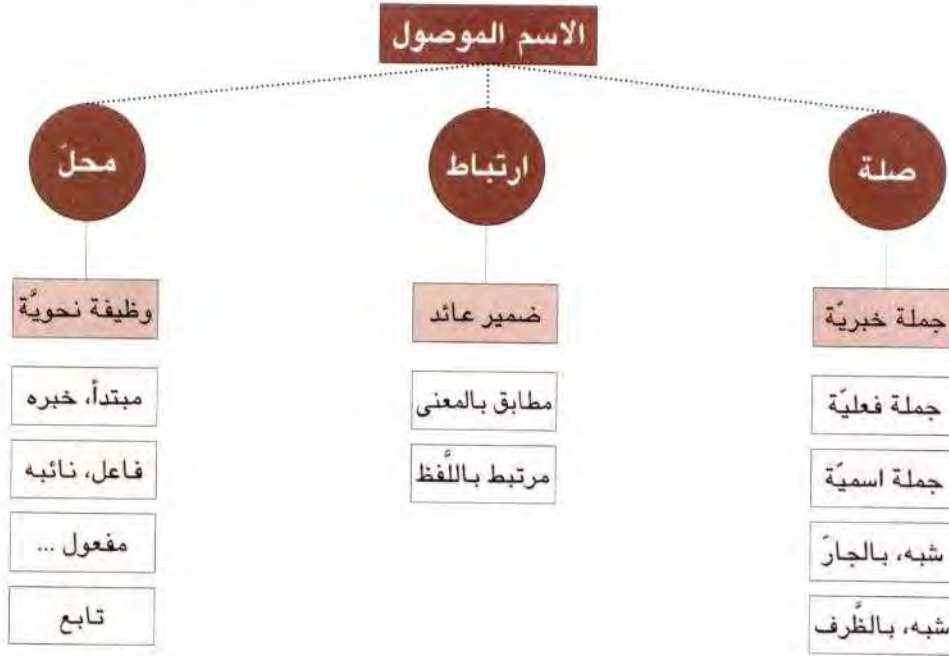 الاسم الموصول
صلة
ارتباط
محلّ
جملة خبريّة
ضمير عائد
وظيفة نحويَّة
جملة فعليّة
مطابق بالمعنى
مبتدأ، خبره
جملة اسميّة
مرتبط باللَّفظ
فاعل، نائبه
شبه، بالجارّ
مفعول ...
شبه، بالظَّرف
تابع